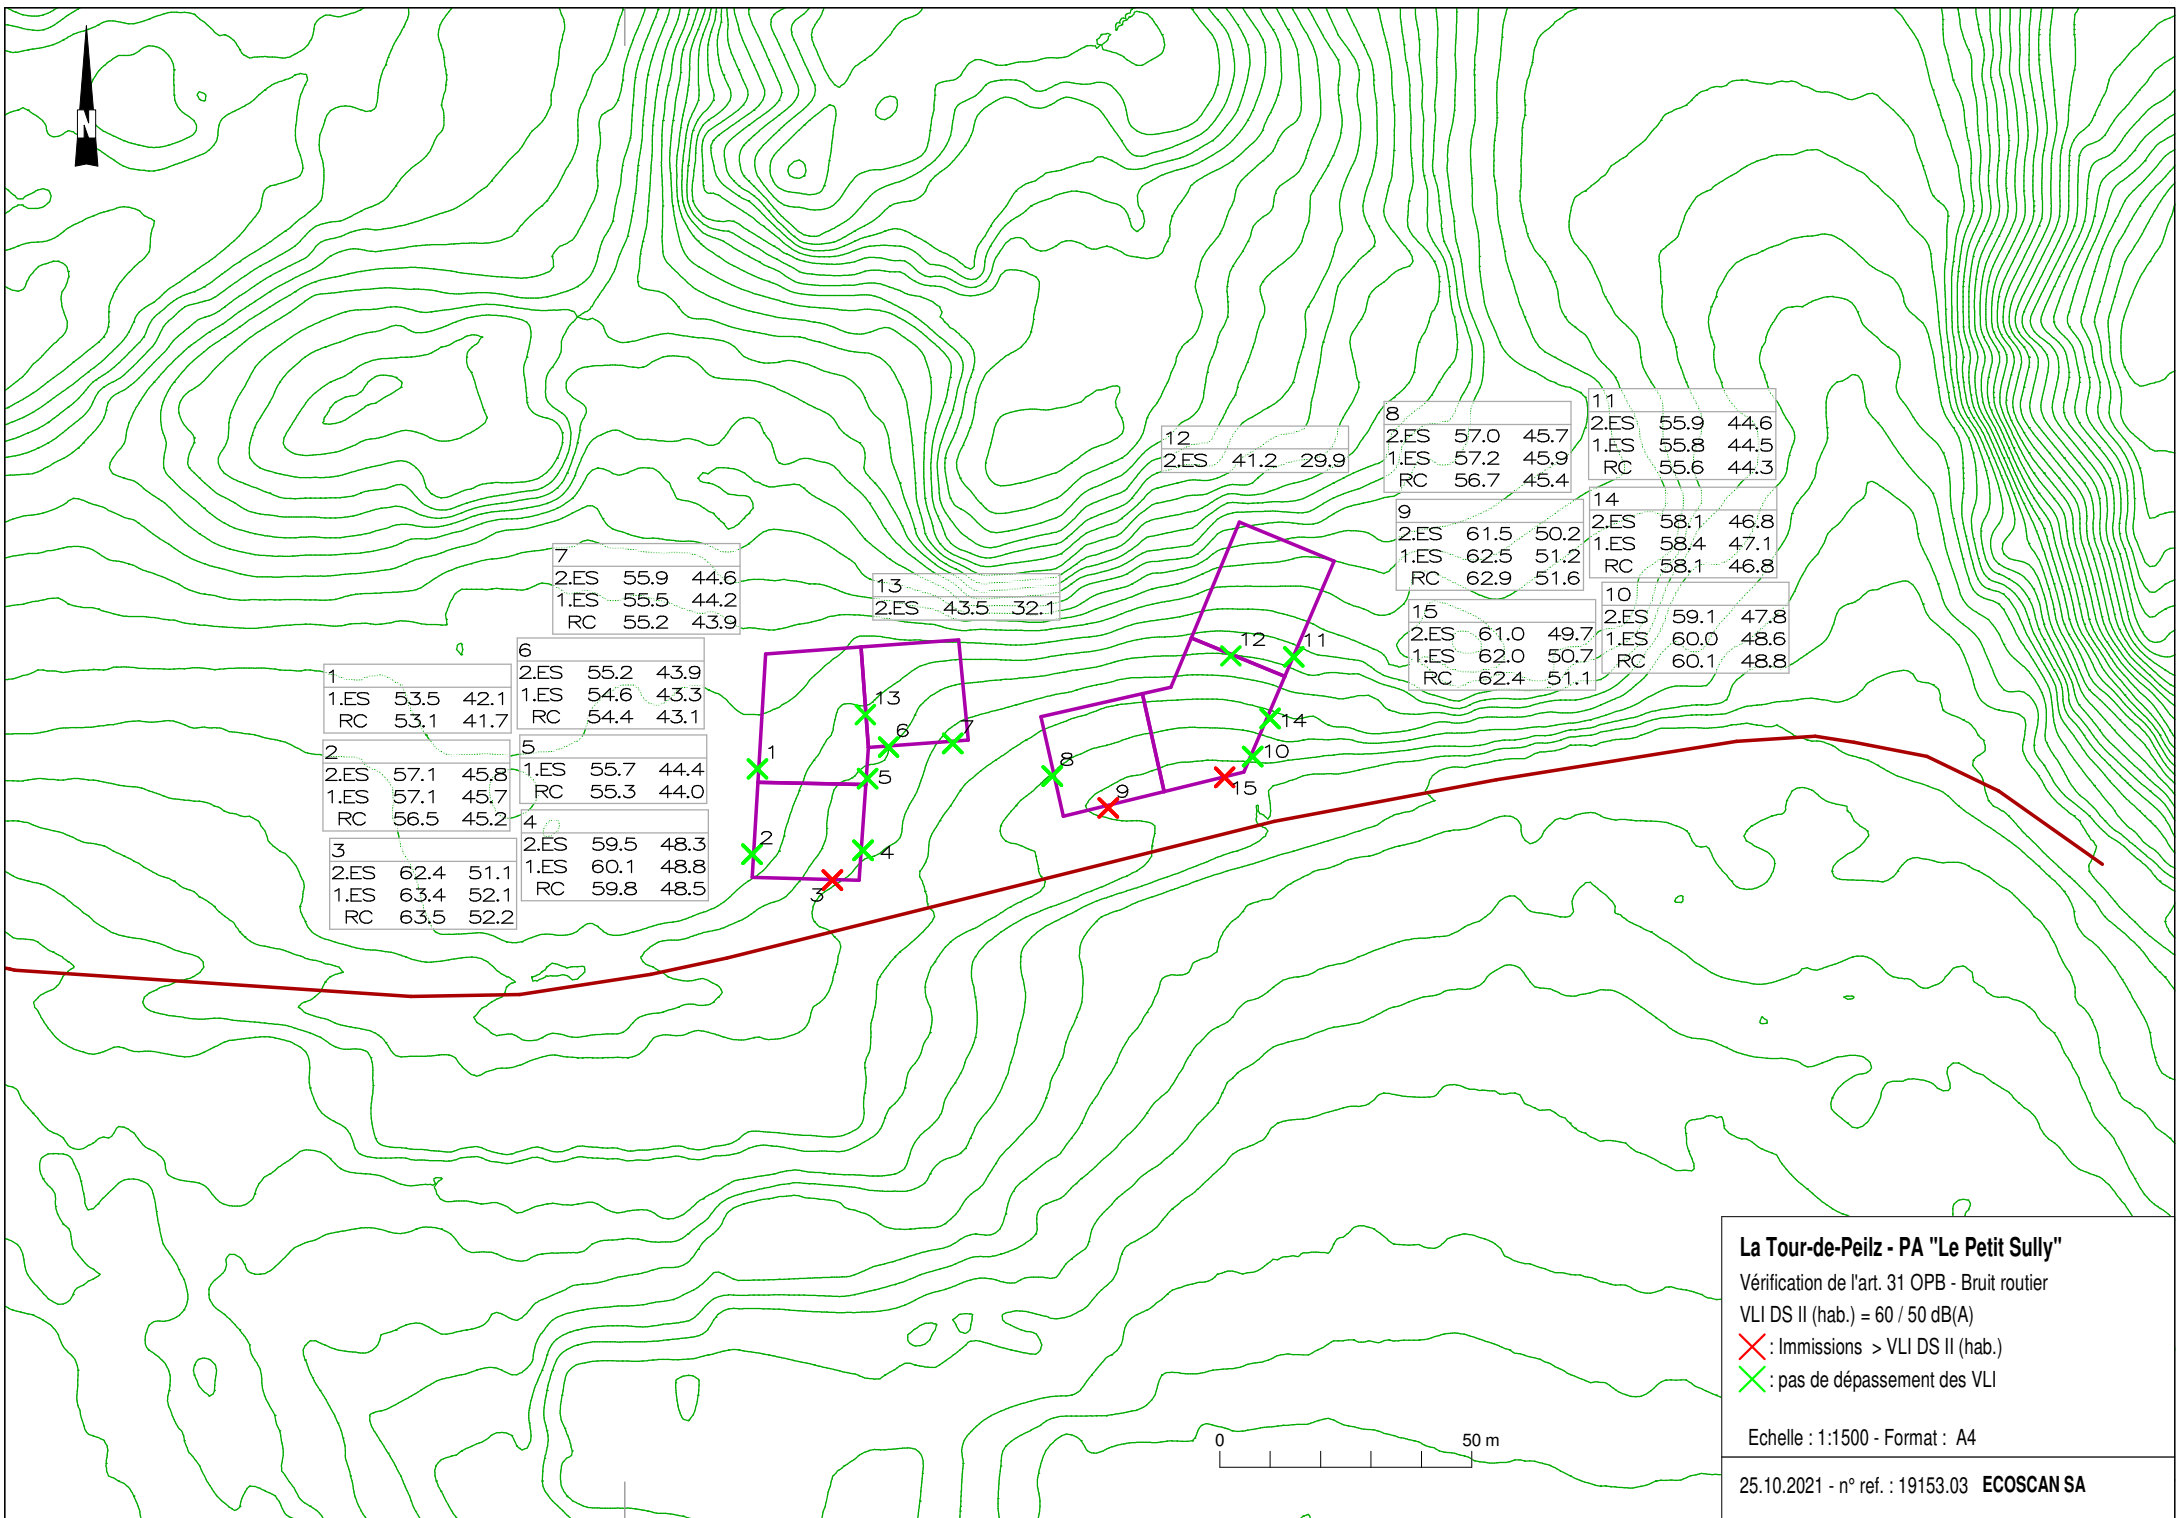 N
12
2.ES 41.2 29.9
8
2.ES 57.0 45.7
1.ES 57.2 45.9
RC 56.7 45.4
11
2.ES 55.9 44.6
1.ES 55.8 44.5
RC 55.6 44.3
9
2.ES 61.5 50.2
1.ES 62.5 51.2
RC 62.9 51.6
14
2.ES 58.1 46.8
1.ES 58.4 47.1
RC 58.1 46.8
15
2.ES 61.0 49.7
1.ES 62.0 50.7
RC 62.4 51.1
10
2.ES 59.1 47.8
1.ES 60.0 48.6
RC 60.1 48.8
7
2.ES 55.9 44.6
1.ES 55.5 44.2
RC 55.2 43.9
13
2.ES 43.5 32.1
6
2.ES 55.2 43.9
1.ES 54.6 43.3
RC 54.4 43.1
1
1.ES 53.5 42.1
RC 53.1 41.7
5
1.ES 55.7 44.4
RC 55.3 44.0
2
2.ES 57.1 45.8
1.ES 57.1 45.7
RC 56.5 45.2
4
2.ES 59.5 48.3
1.ES 60.1 48.8
RC 59.8 48.5
3
2.ES 62.4 51.1
1.ES 63.4 52.1
RC 63.5 52.2
12
11
13
14
6
7
1
5
10
8
15
9
2
4
3
0 50 m
La Tour-de-Peilz - PA "Le Petit Sully"
Vérification de l'art. 31 OPB - Bruit routier
VLI DS II (hab.) = 60 / 50 dB(A)
: Immissions > VLI DS II (hab.)
: pas de dépassement des VLI
Echelle : 1:1500 - Format : A4
25.10.2021 - n° ref. : 19153.03 ECOSCAN SA